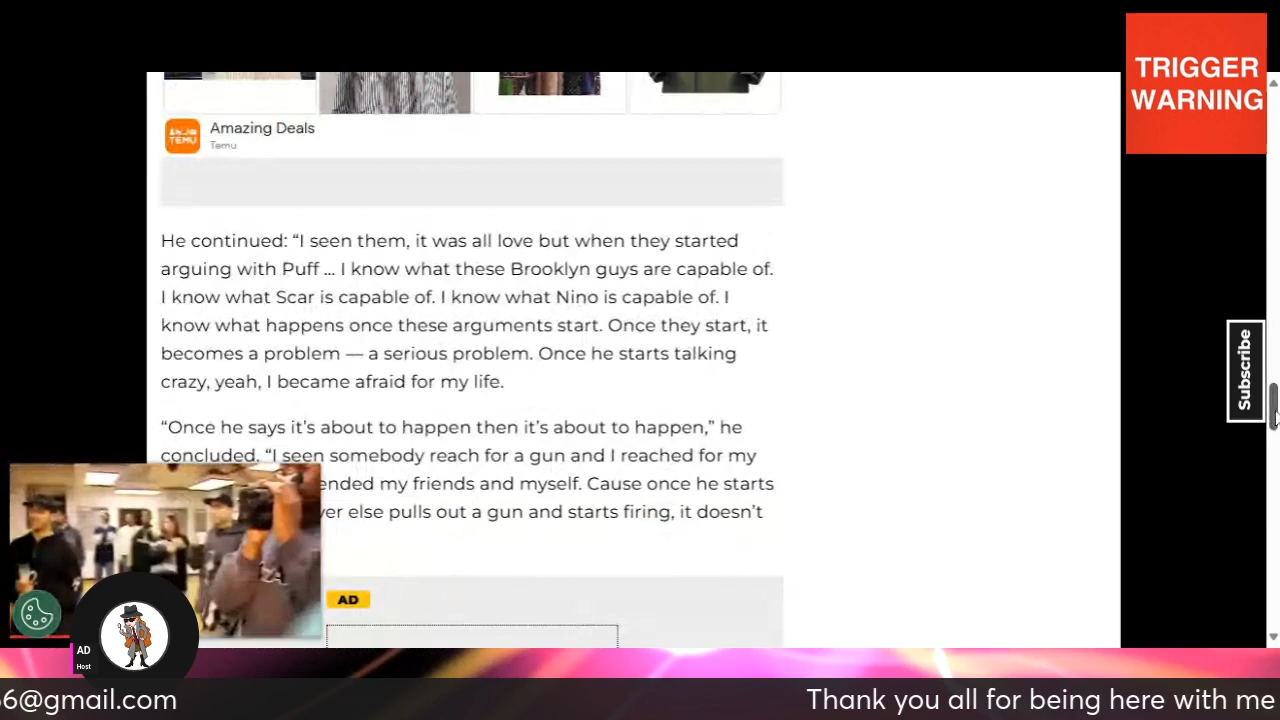 TRIGGER
WARNING
Amazing Deals
TEMU
Temu
He continued: “I seen them, it was all love but when they started
arguing with Puff ... I know what these Brooklyn guys are capable of.
I know what Scar is capable of. I know what Nino is capable of. I
know what happens once these arguments start. Once they start, it
becomes a problem — a serious problem. Once he starts talking
crazy, yeah, I became afraid for my life.
“Once he says it’s about to happen then it’s about to happen,” he
concluded. “I seen somebody reach for a gun and I reached for my
ended my friends and myself. Cause once he starts
ver else pulls out a gun and starts firing, it doesn’t
Subscribe
AD
AD
Host
6@gmail.com
Thank you all for being here with me